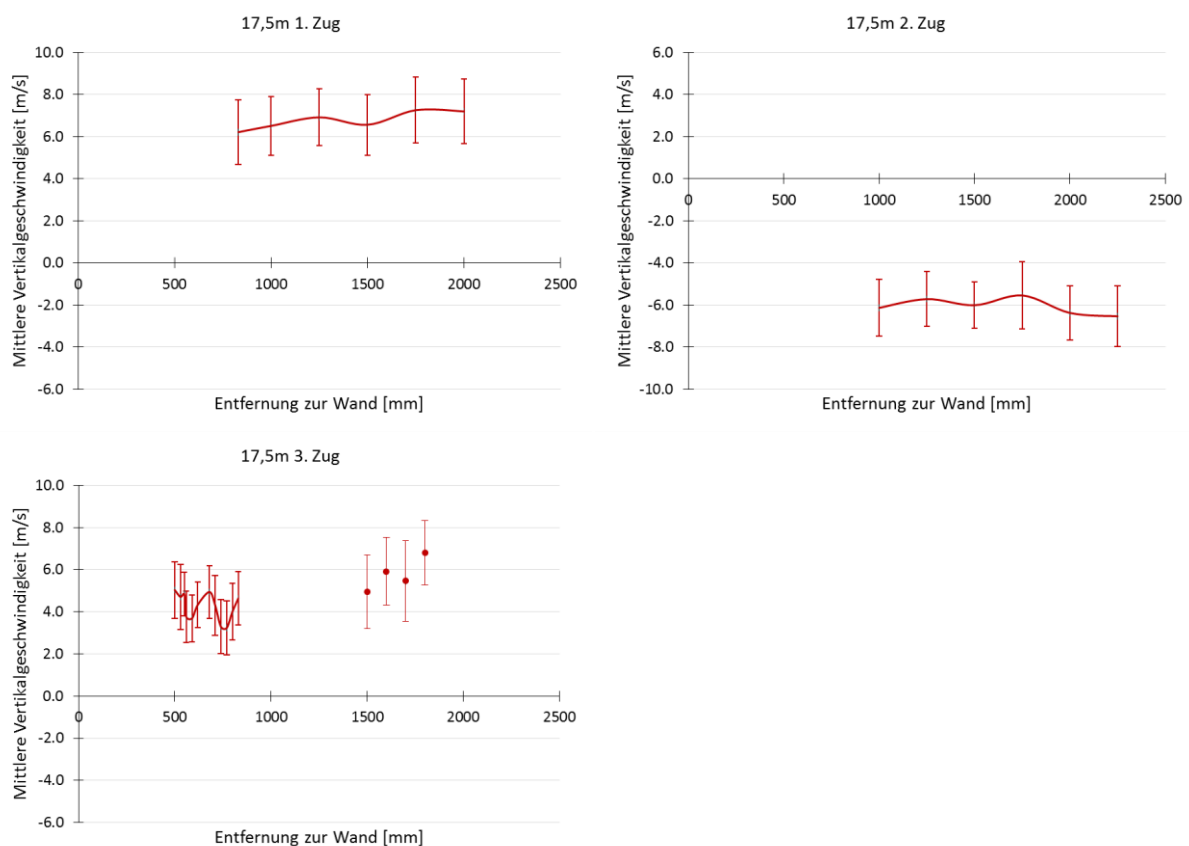 17,5m 1. Zug
Mittlere Vertikalgeschwindigkeit [m/s]
10.0
8.0
6.0
4.0
2.0
0.0
-2.0
-4.0
-6.0
0 500 1000 1500 2000 2500
Entfernung zur Wand [mm]
17,5m 2. Zug
Mittlere Vertikalgeschwindigkeit [m/s]
6.0
4.0
2.0
0.0
-2.0
-4.0
-6.0
-8.0
-10.0
0 500 1000 1500 2000 2500
Entfernung zur Wand [mm]
17,5m 3. Zug
Mittlere Vertikalgeschwindigkeit [m/s]
10.0
8.0
6.0
4.0
2.0
0.0
-2.0
-4.0
-6.0
0 500 1000 1500 2000 2500
Entfernung zur Wand [mm]